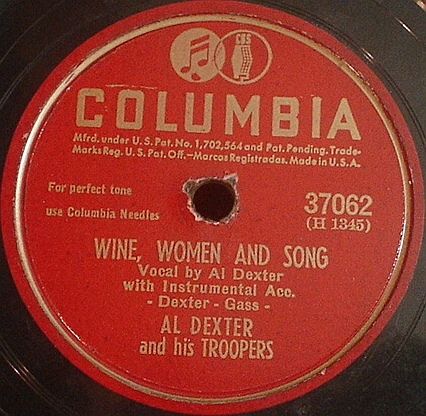 CBS
COLUMBIA
Mfrd. under U.S. Pat. No. 1,702,564 and Pat. Pending. Trade-
Marks Reg. U.S. Pat. Off.—Marcas Registradas. Made in U.S.A.
For perfect tone
use Columbia Needles
37062
(H 1345)
WINE, WOMEN AND SONG
Vocal by Al Dexter
with Instrumental Acc.
- Dexter - Gass -
AL DEXTER
and his TROOPERS